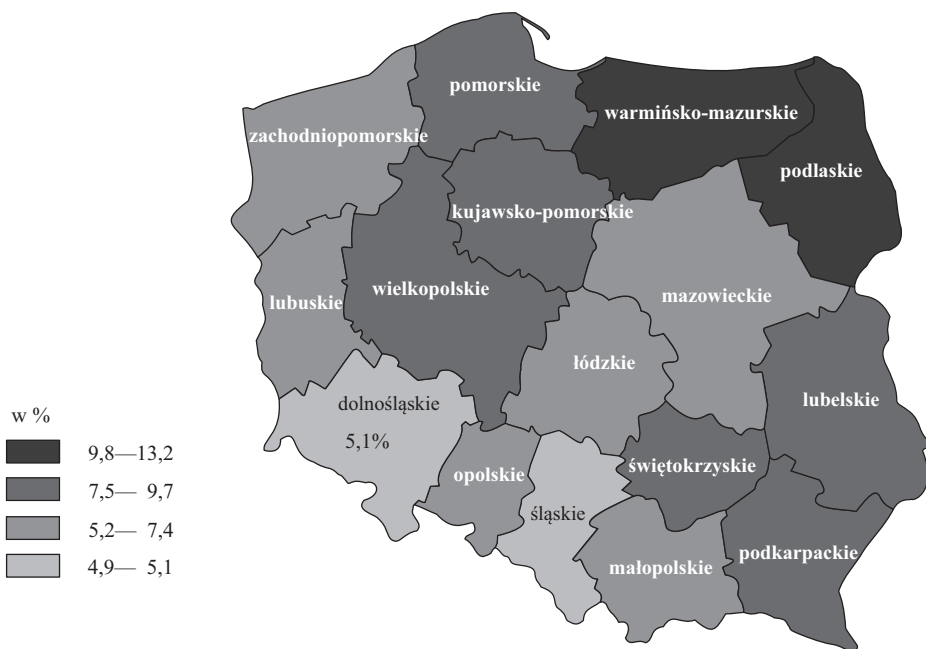 pomorskie
warmińsko-mazurskie
zachodniopomorskie
podlaskie
kujawsko-pomorskie
wielkopolskie
mazowieckie
lubuskie
łódzkie
lubelskie
dolnośląskie
5,1%
w %
9,8—13,2
7,5— 9,7
5,2— 7,4
4,9— 5,1
opolskie
śląskie
świętokrzyskie
małopolskie
podkarpackie